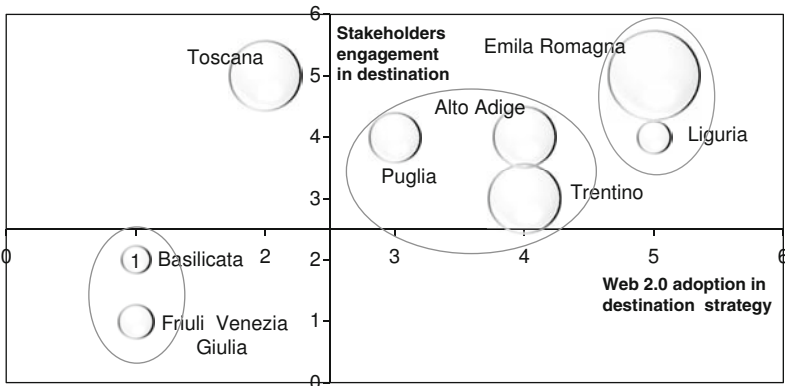 6
Stakeholders
engagement
in destination
Emila Romagna
Toscana
5
Alto Adige
4
Liguria
Puglia
3
Trentino
0
1
Basilicata
2
2
3
4
5
6
Web 2.0 adoption in
destination strategy
1
Friuli Venezia
Giulia
0